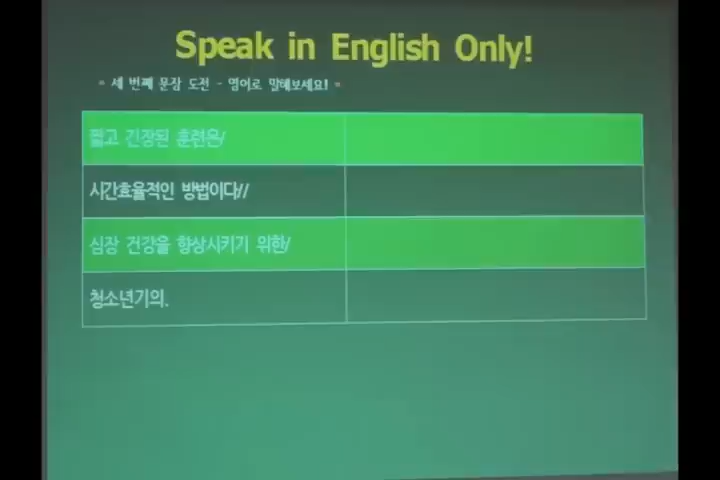 Speak in English Only!
" 세 번째 문장 도전 - 영어로 말해보세요! "
짧고 긴장된 훈련은/
시간효율적인 방법이다//
심장 건강을 향상시키기 위한/
청소년기의.